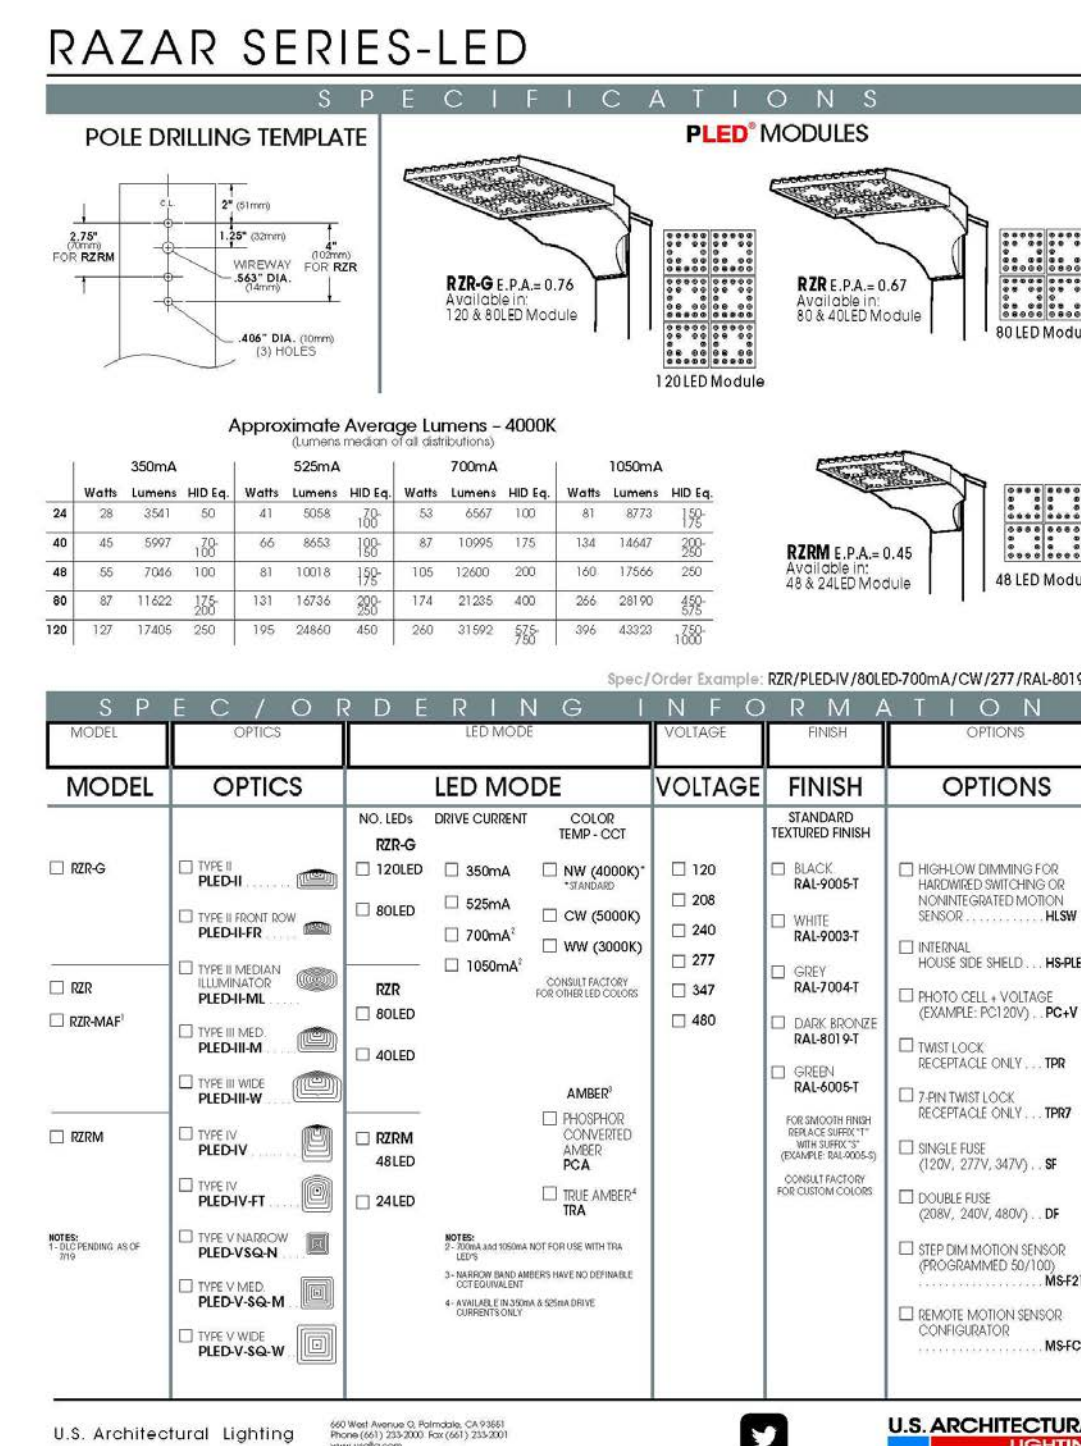 RAZAR SERIES-LED
SPECIFICATIONS
POLE DRILLING TEMPLATE
C.L.
2" (51mm)
2.75"
(70mm)
FOR RZRM
1.25" (32mm)
4"
(102mm)
FOR RZR
WIREWAY
.563" DIA.
(14mm)
.406" DIA. (10mm)
(3) HOLES
PLED® MODULES
RZR-G E.P.A.= 0.76
Available in:
120 & 80LED Module
120 LED Module
RZR E.P.A.= 0.67
Available in:
80 & 40LED Module
80 LED Modu
RZRM E.P.A.= 0.45
Available in:
48 & 24LED Module
48 LED Modu
Approximate Average Lumens – 4000K
(Lumens median of all distributions)
350mA 525mA 700mA 1050mA
Watts Lumens HID Eq. Watts Lumens HID Eq. Watts Lumens HID Eq. Watts Lumens HID Eq.
24 28 3541 50 41 5058 70-100 53 6567 100 81 8773 150-175
40 45 5997 70-100 66 8653 100-150 87 10995 175 134 14647 200-250
48 55 7046 100 81 10018 150-175 105 12600 200 160 17566 250
80 87 11622 175-200 131 16736 200-250 174 21235 400 266 28190 450-575
120 127 17405 250 195 24860 450 260 31592 575-750 396 43323 750-1000
Spec/Order Example: RZR/PLED-IV/80LED-700mA/CW/277/RAL-8019
SPEC/ORDERING INFORMATION
MODEL OPTICS LED MODE VOLTAGE FINISH OPTIONS
MODEL OPTICS LED MODE VOLTAGE FINISH OPTIONS
RZR-G
RZR
RZR-MAF¹
RZRM
NOTES:
1- DLC PENDING AS OF
7/19
TYPE II
PLED-II . . . . . . .
TYPE II FRONT ROW
PLED-II-FR . . . . .
TYPE II MEDIAN
ILLUMINATOR
PLED-II-ML . . . . .
TYPE III MED.
PLED-III-M . . . . .
TYPE III WIDE
PLED-III-W . . . .
TYPE IV
PLED-IV . . . . . . .
TYPE IV
PLED-IV-FT . . . . .
TYPE V NARROW
PLED-VSQ-N . . . .
TYPE V MED.
PLED-V-SQ-M . .
TYPE V WIDE
PLED-V-SQ-W . .
NO. LEDs
RZR-G
120LED
80LED
RZR
80LED
40LED
RZRM
48LED
24LED
DRIVE CURRENT
350mA
525mA
700mA²
1050mA²
COLOR
TEMP - CCT
NW (4000K)*
*STANDARD
CW (5000K)
WW (3000K)
CONSULT FACTORY
FOR OTHER LED COLORS
AMBER³
PHOSPHOR
CONVERTED
AMBER
PCA
TRUE AMBER⁴
TRA
NOTES:
2- 700mA and 1050mA NOT FOR USE WITH TRA
LED'S
3- NARROW BAND AMBERS HAVE NO DEFINABLE
CCT EQUIVALENT
4- AVAILABLE IN 350mA & 525mA DRIVE
CURRENTS ONLY
120
208
240
277
347
480
STANDARD
TEXTURED FINISH
BLACK
RAL-9005-T
WHITE
RAL-9003-T
GREY
RAL-7004-T
DARK BRONZE
RAL-8019-T
GREEN
RAL-6005-T
FOR SMOOTH FINISH
REPLACE SUFFIX "T"
WITH SUFFIX "S"
(EXAMPLE: RAL-9005-S)
CONSULT FACTORY
FOR CUSTOM COLORS
HIGH-LOW DIMMING FOR
HARDWIRED SWITCHING OR
NONINTEGRATED MOTION
SENSOR . . . . . . . . . . . HLSW
INTERNAL
HOUSE SIDE SHIELD . . . HS-PLE
PHOTO CELL + VOLTAGE
(EXAMPLE: PC120V) . . PC+V
TWIST LOCK
RECEPTACLE ONLY . . . TPR
7-PIN TWIST LOCK
RECEPTACLE ONLY . . . TPR7
SINGLE FUSE
(120V, 277V, 347V) . . SF
DOUBLE FUSE
(208V, 240V, 480V) . . DF
STEP DIM MOTION SENSOR
(PROGRAMMED 50/100)
. . . . . . . . . . . . . . . . . . MS-F21
REMOTE MOTION SENSOR
CONFIGURATOR
. . . . . . . . . . . . . . . . . . MS-FC
U.S. Architectural Lighting
660 West Avenue O, Palmdale, CA 93551
Phone (661) 233-2000 Fax (661) 233-2001
www.usaltg.com
U.S. ARCHITECTURA
LIGHTIN